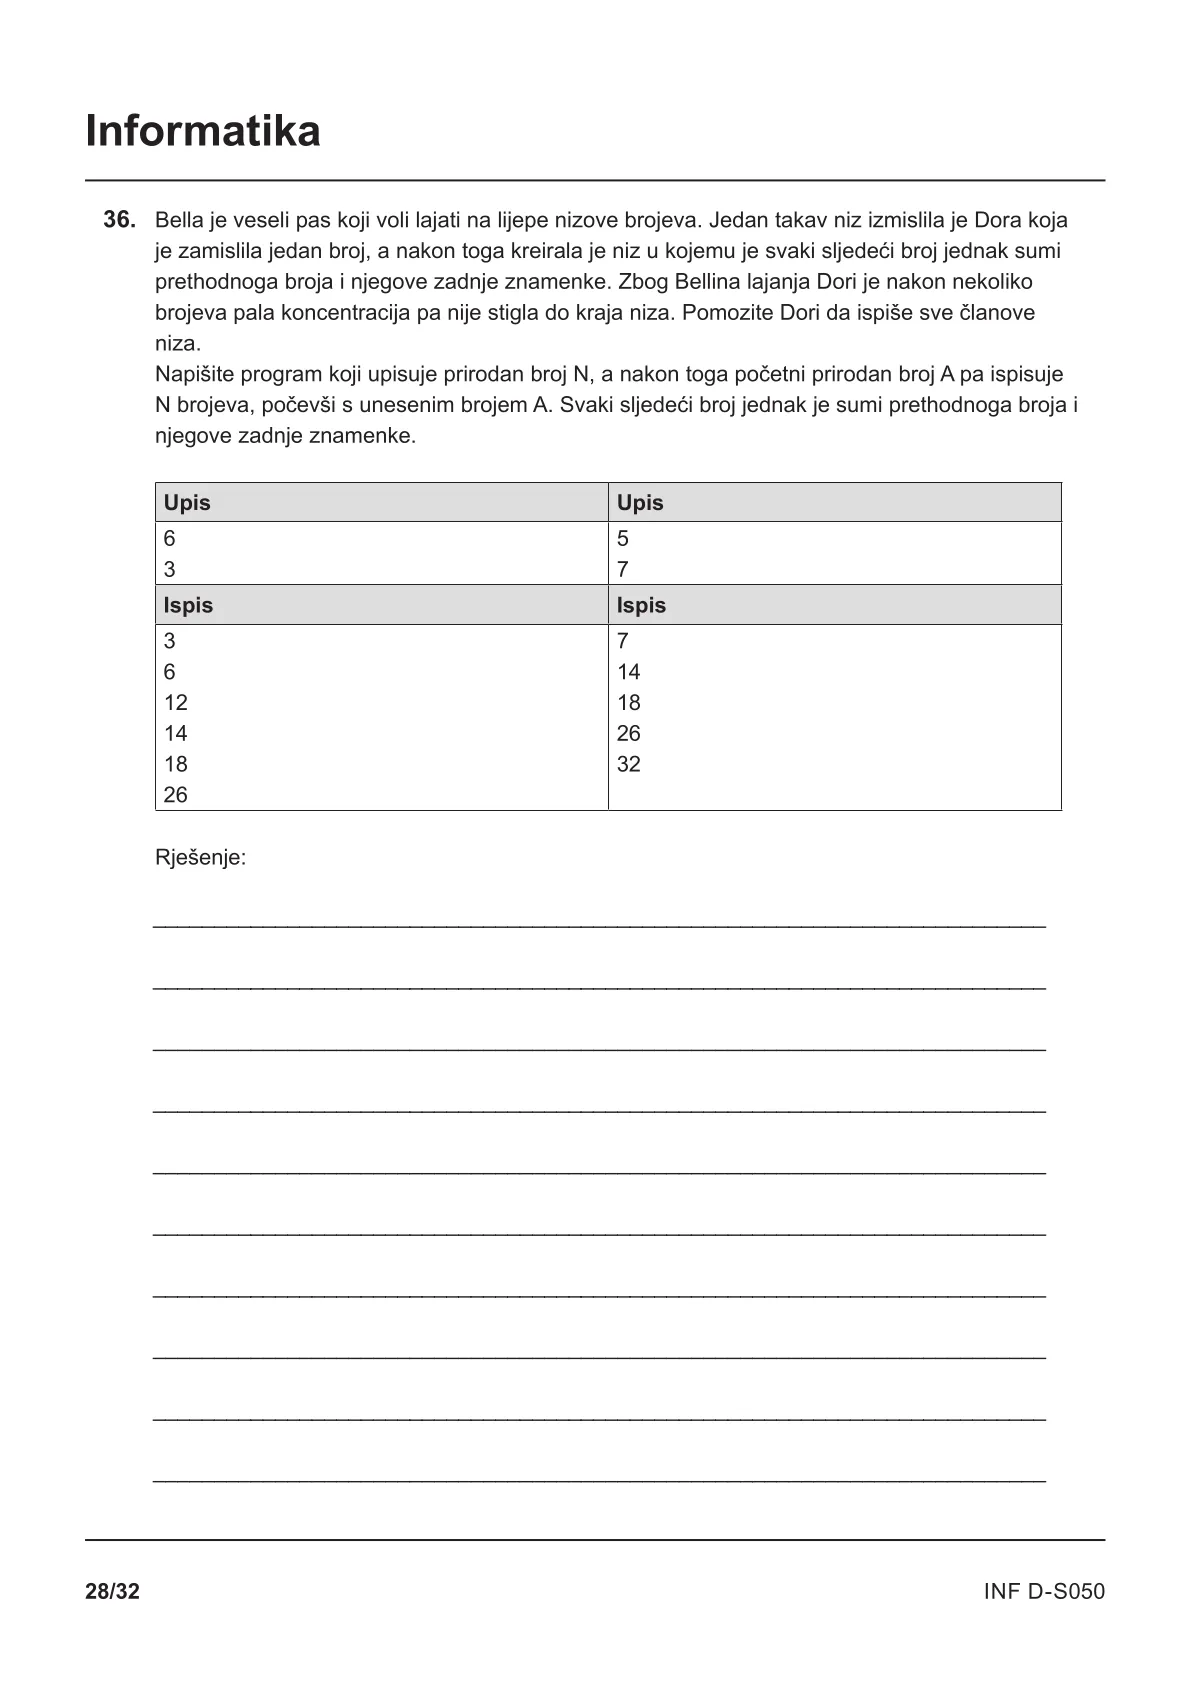 Informatika
36. Bella je veseli pas koji voli lajati na lijepe nizove brojeva. Jedan takav niz izmislila je Dora koja
je zamislila jedan broj, a nakon toga kreirala je niz u kojemu je svaki sljedeći broj jednak sumi
prethodnoga broja i njegove zadnje znamenke. Zbog Bellina lajanja Dori je nakon nekoliko
brojeva pala koncentracija pa nije stigla do kraja niza. Pomozite Dori da ispiše sve članove
niza.
Napišite program koji upisuje prirodan broj N, a nakon toga početni prirodan broj A pa ispisuje
N brojeva, počevši s unesenim brojem A. Svaki sljedeći broj jednak je sumi prethodnoga broja i
njegove zadnje znamenke.
Upis Upis
6 5
3 7
Ispis Ispis
3 7
6 14
12 18
14 26
18 32
26
Rješenje:
28/32 INF D-S050